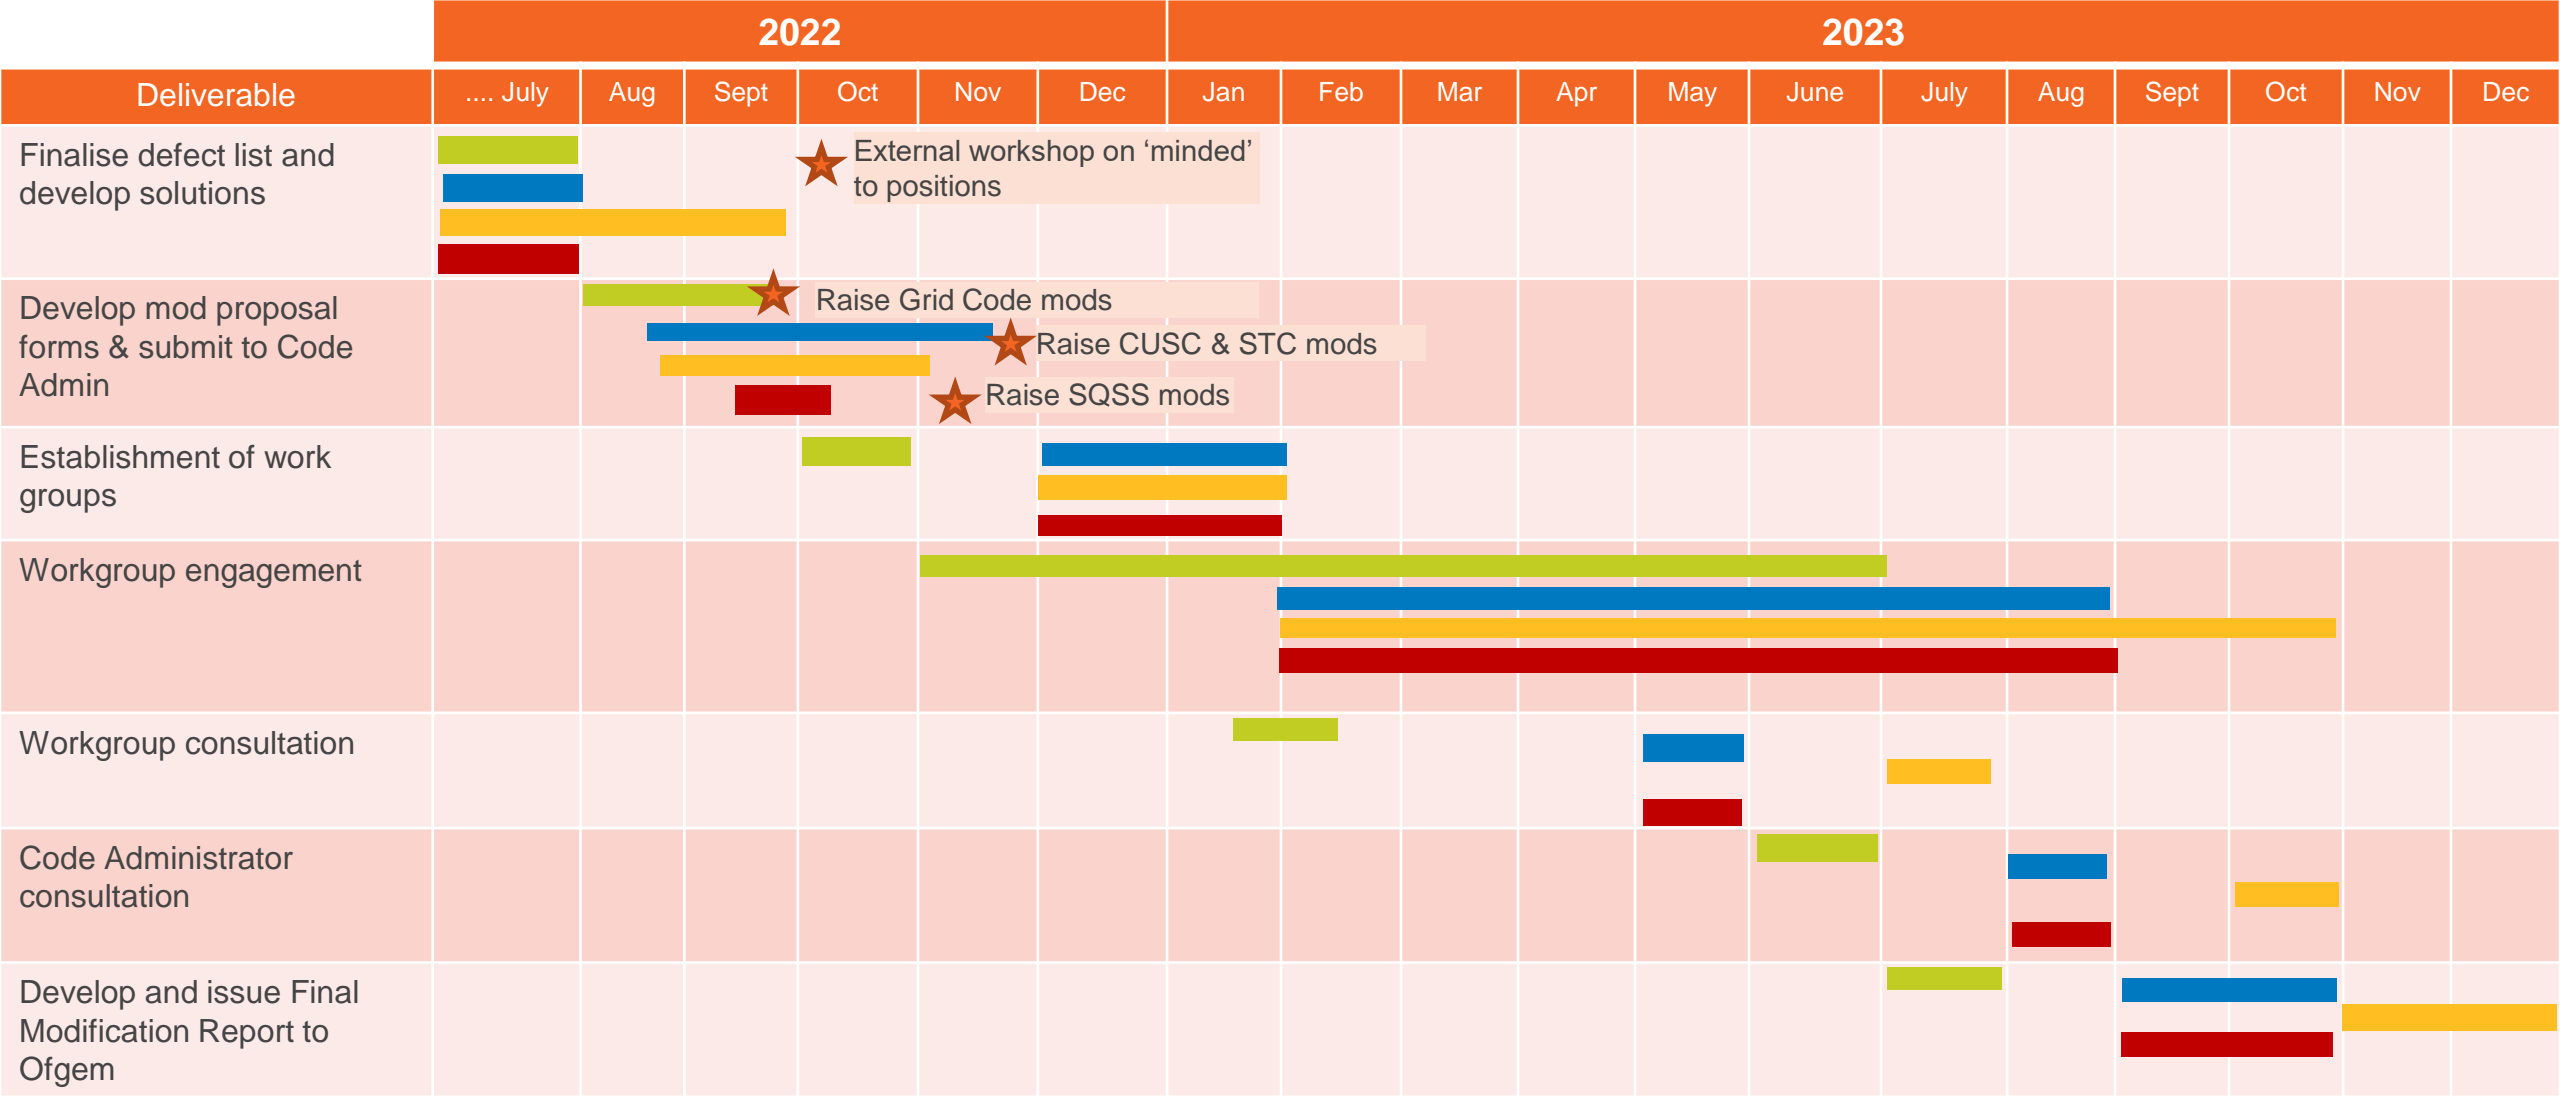 2022
2023
Deliverable
.... July
Aug
Sept
Oct
Nov
Dec
Jan
Feb
Mar
Apr
May
June
July
Aug
Sept
Oct
Nov
Dec
Finalise defect list and
develop solutions
External workshop on ‘minded’
to positions
Develop mod proposal
forms & submit to Code
Admin
Raise Grid Code mods
Raise CUSC & STC mods
Raise SQSS mods
Establishment of work
groups
Workgroup engagement
Workgroup consultation
Code Administrator
consultation
Develop and issue Final
Modification Report to
Ofgem